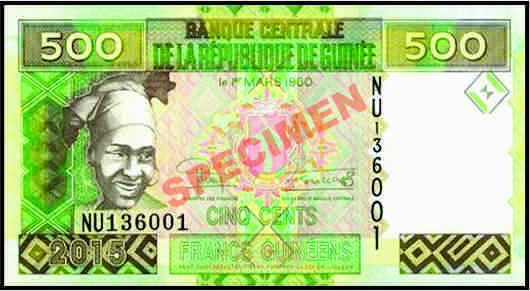 500
BANQUE CENTRALE
DE LA RÉPUBLIQUE DE GUINÉE
500
le 1er MARS 1960
SPECIMEN
NU136001
NU136001
CINQ CENTS
2015
FRANCS GUINÉENS